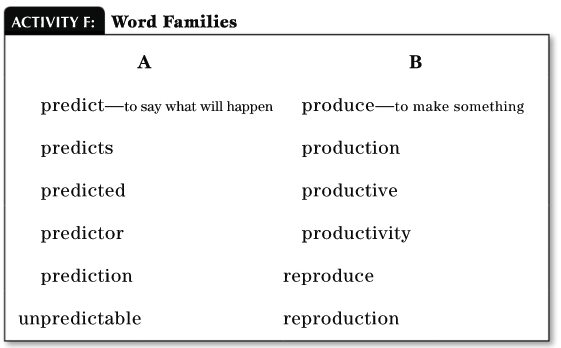 ACTIVITY F: Word Families
A B
predict—to say what will happen produce—to make something
predicts production
predicted productive
predictor productivity
prediction reproduce
unpredictable reproduction